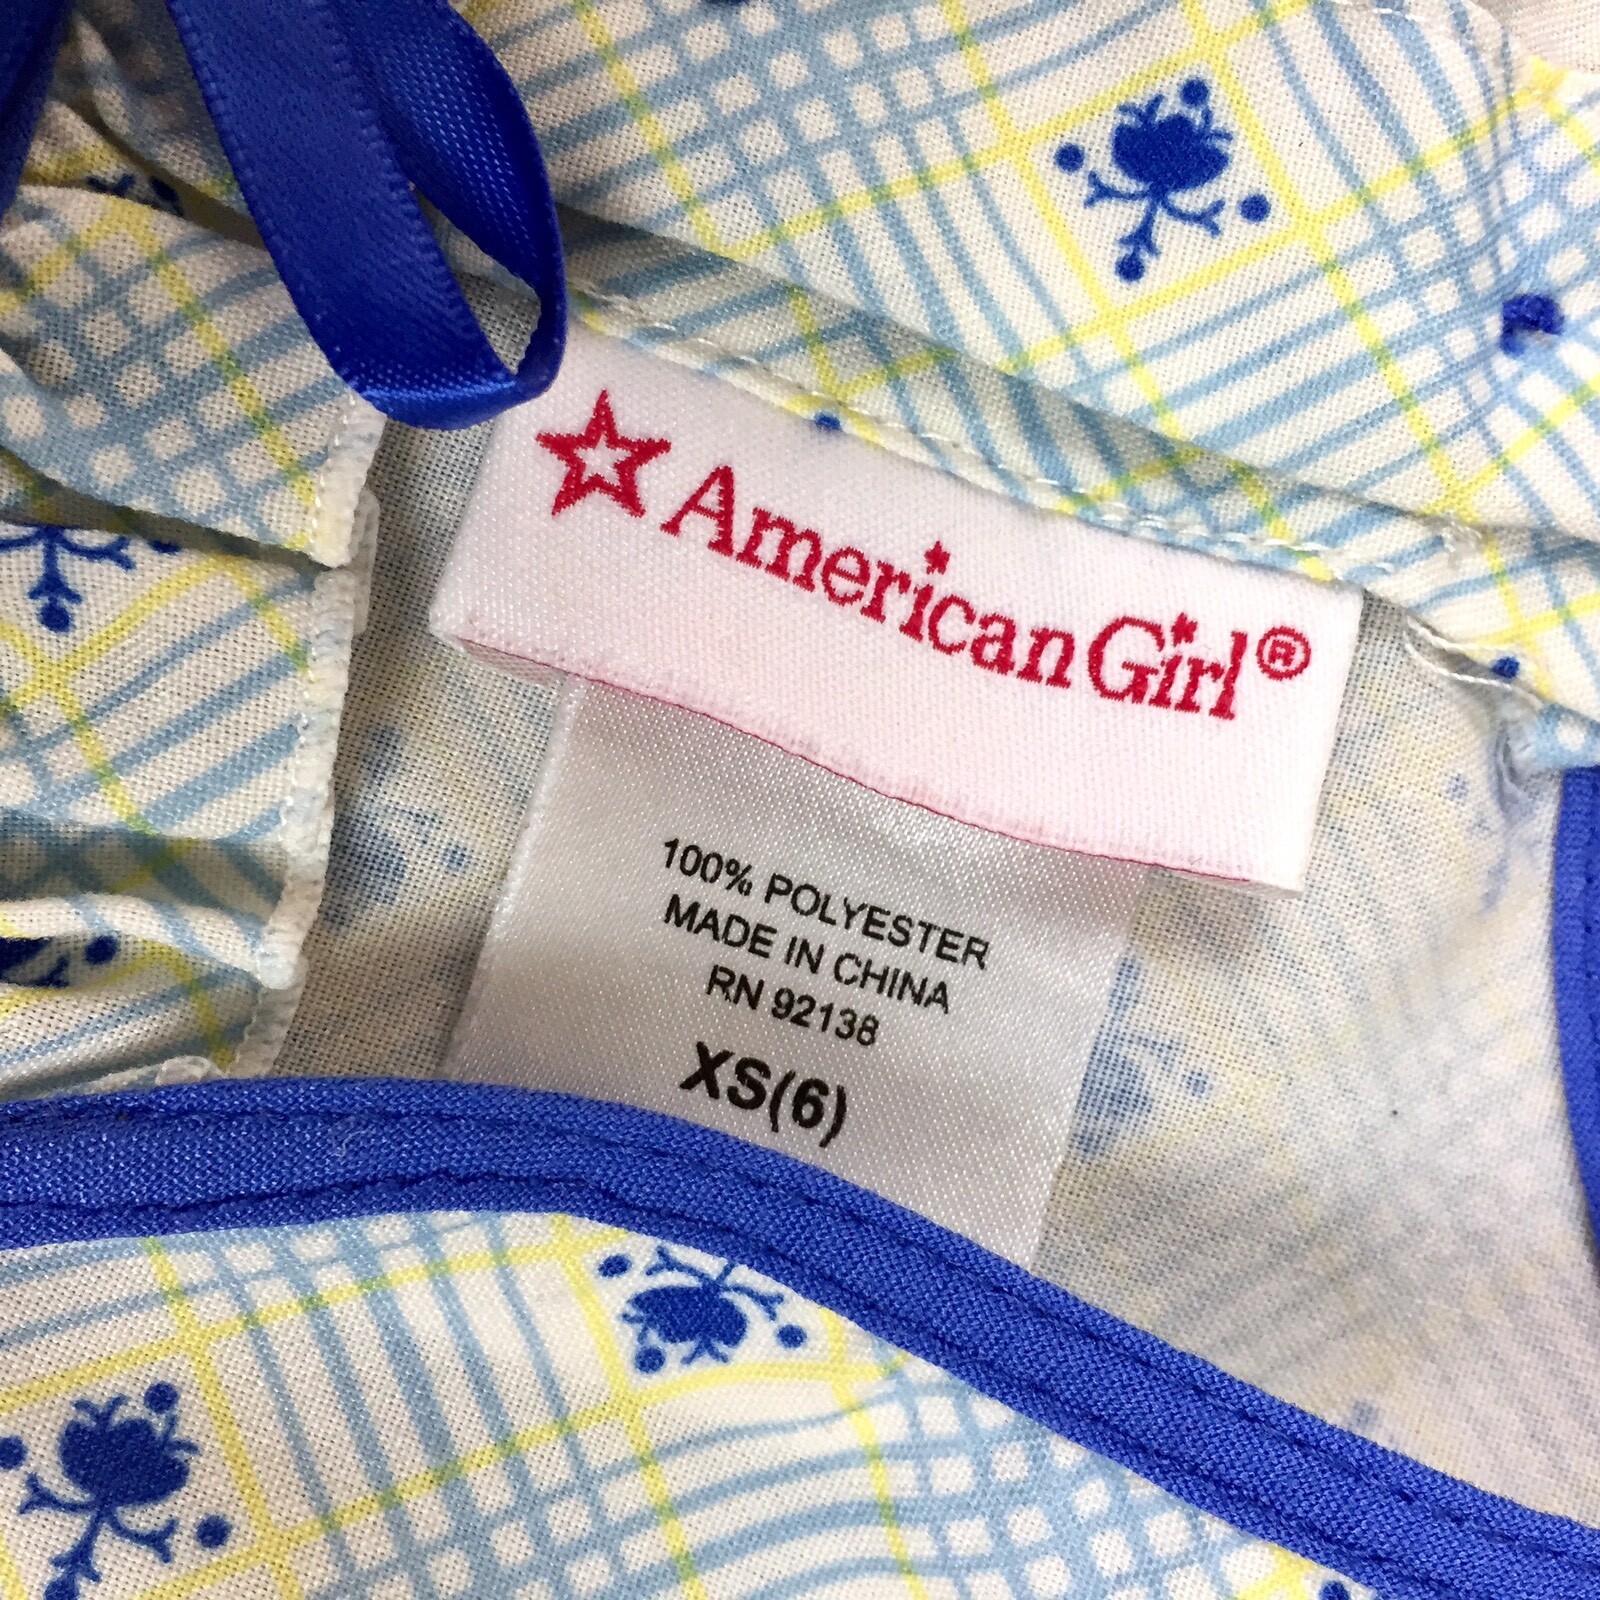 American Girl®
100% POLYESTER
MADE IN CHINA
RN 92138
XS(6)